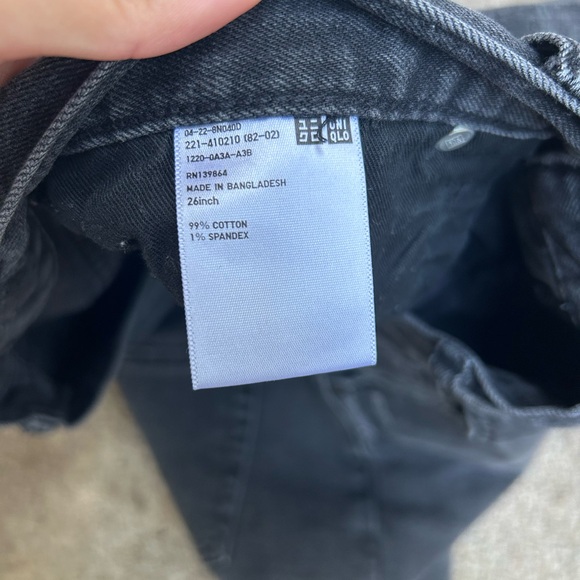 04-22-8N040D
221-410210 (82-02)
1220-0A3A-A3B
RN139864
MADE IN BANGLADESH
26inch
99% COTTON
1% SPANDEX
UNI
QLO